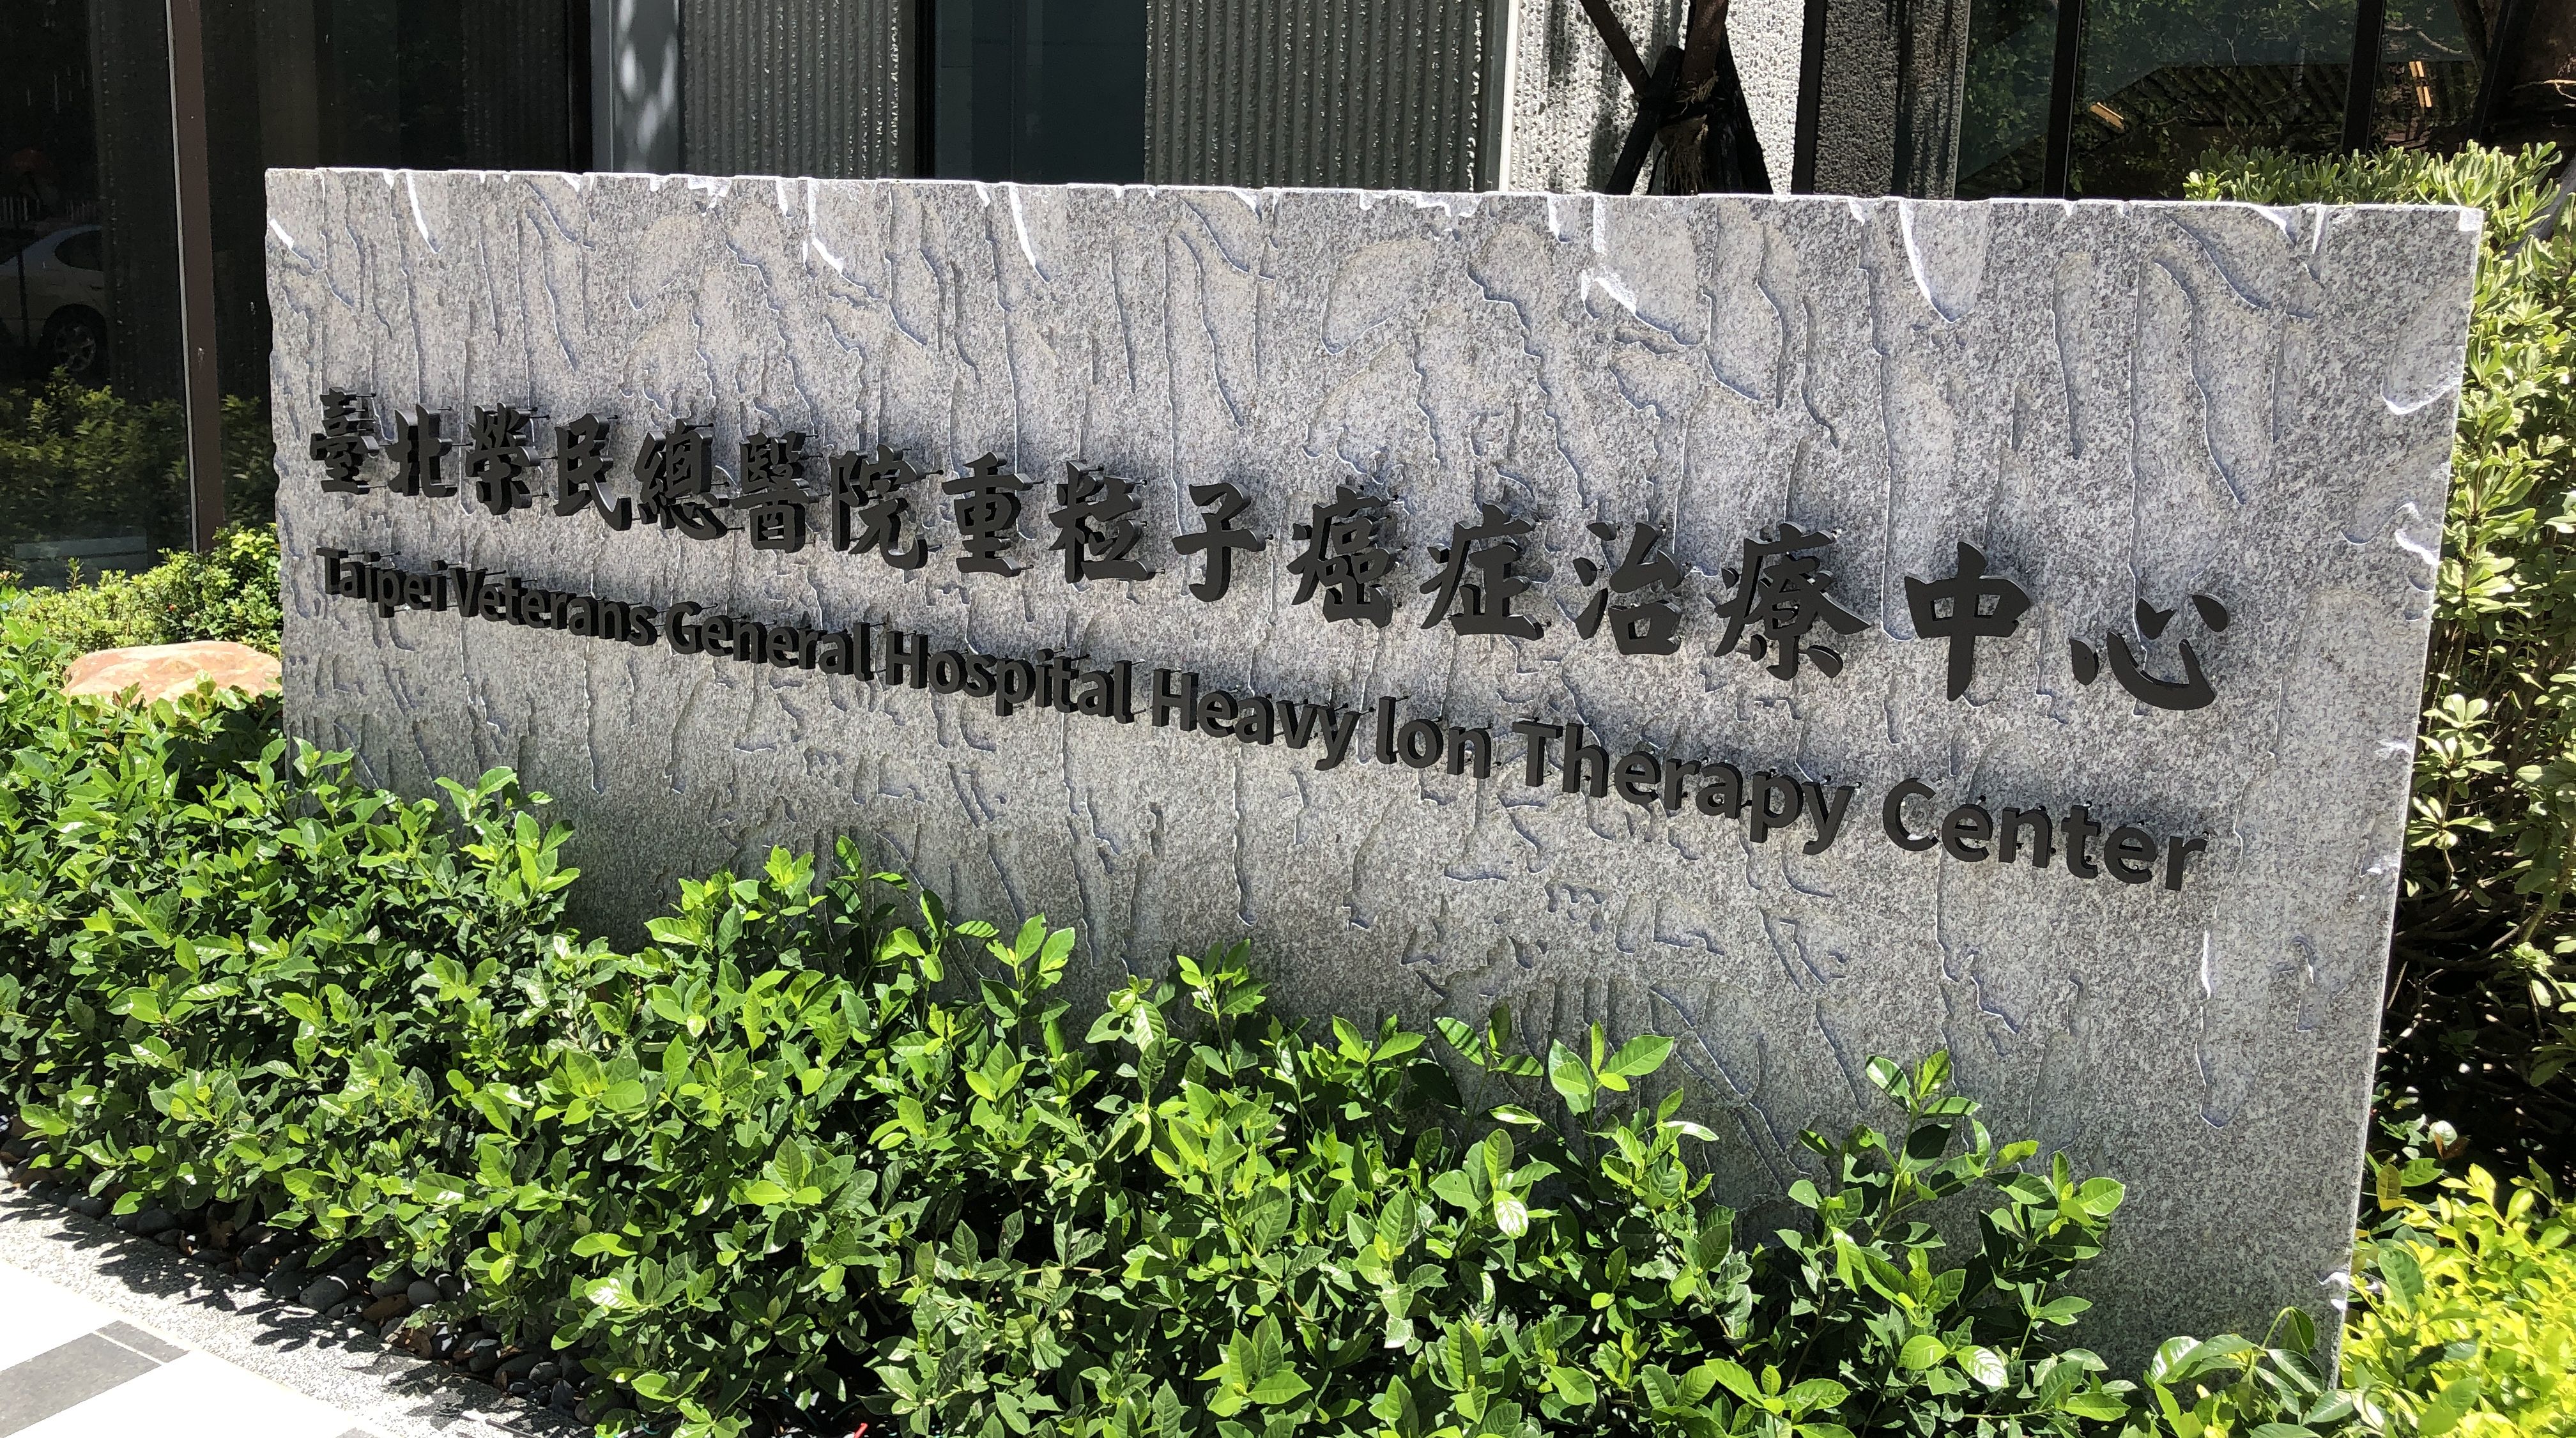 臺北榮民總醫院重粒子癌症治療中心
Taipei Veterans General Hospital Heavy Ion Therapy Center